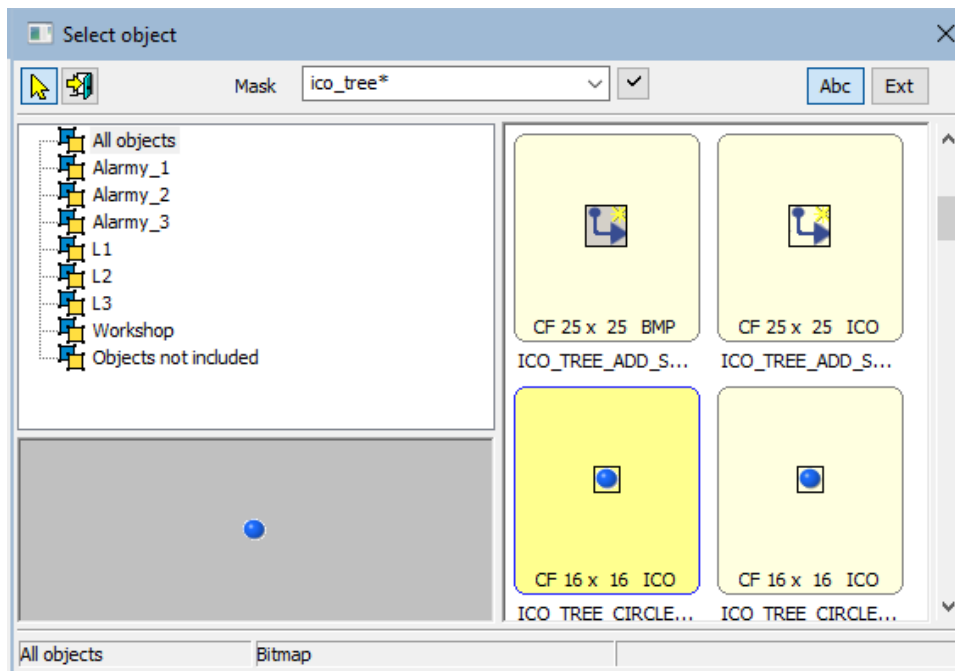 Select object
Mask ico_tree* Abc Ext
All objects
Alarmy_1
Alarmy_2
Alarmy_3
L1
L2
L3
Workshop
Objects not included
CF 25 x 25 BMP
ICO_TREE_ADD_S...
CF 25 x 25 ICO
ICO_TREE_ADD_S...
CF 16 x 16 ICO
ICO_TREE_CIRCLE...
CF 16 x 16 ICO
ICO_TREE_CIRCLE...
All objects Bitmap